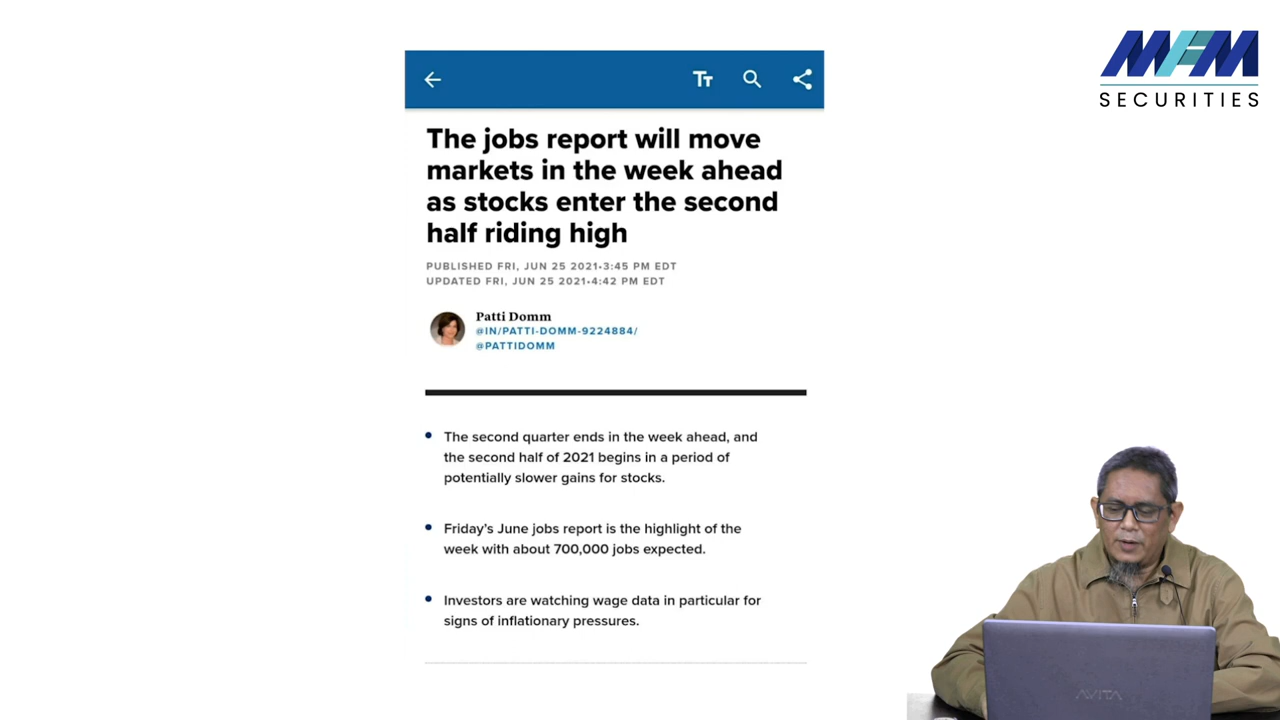 MFM
SECURITIES
The jobs report will move
markets in the week ahead
as stocks enter the second
half riding high
PUBLISHED FRI, JUN 25 2021•3:45 PM EDT
UPDATED FRI, JUN 25 2021•4:42 PM EDT
Patti Domm
@IN/PATTI-DOMM-9224884/
@PATTIDOMM
• The second quarter ends in the week ahead, and
the second half of 2021 begins in a period of
potentially slower gains for stocks.
• Friday's June jobs report is the highlight of the
week with about 700,000 jobs expected.
• Investors are watching wage data in particular for
signs of inflationary pressures.
AVITA